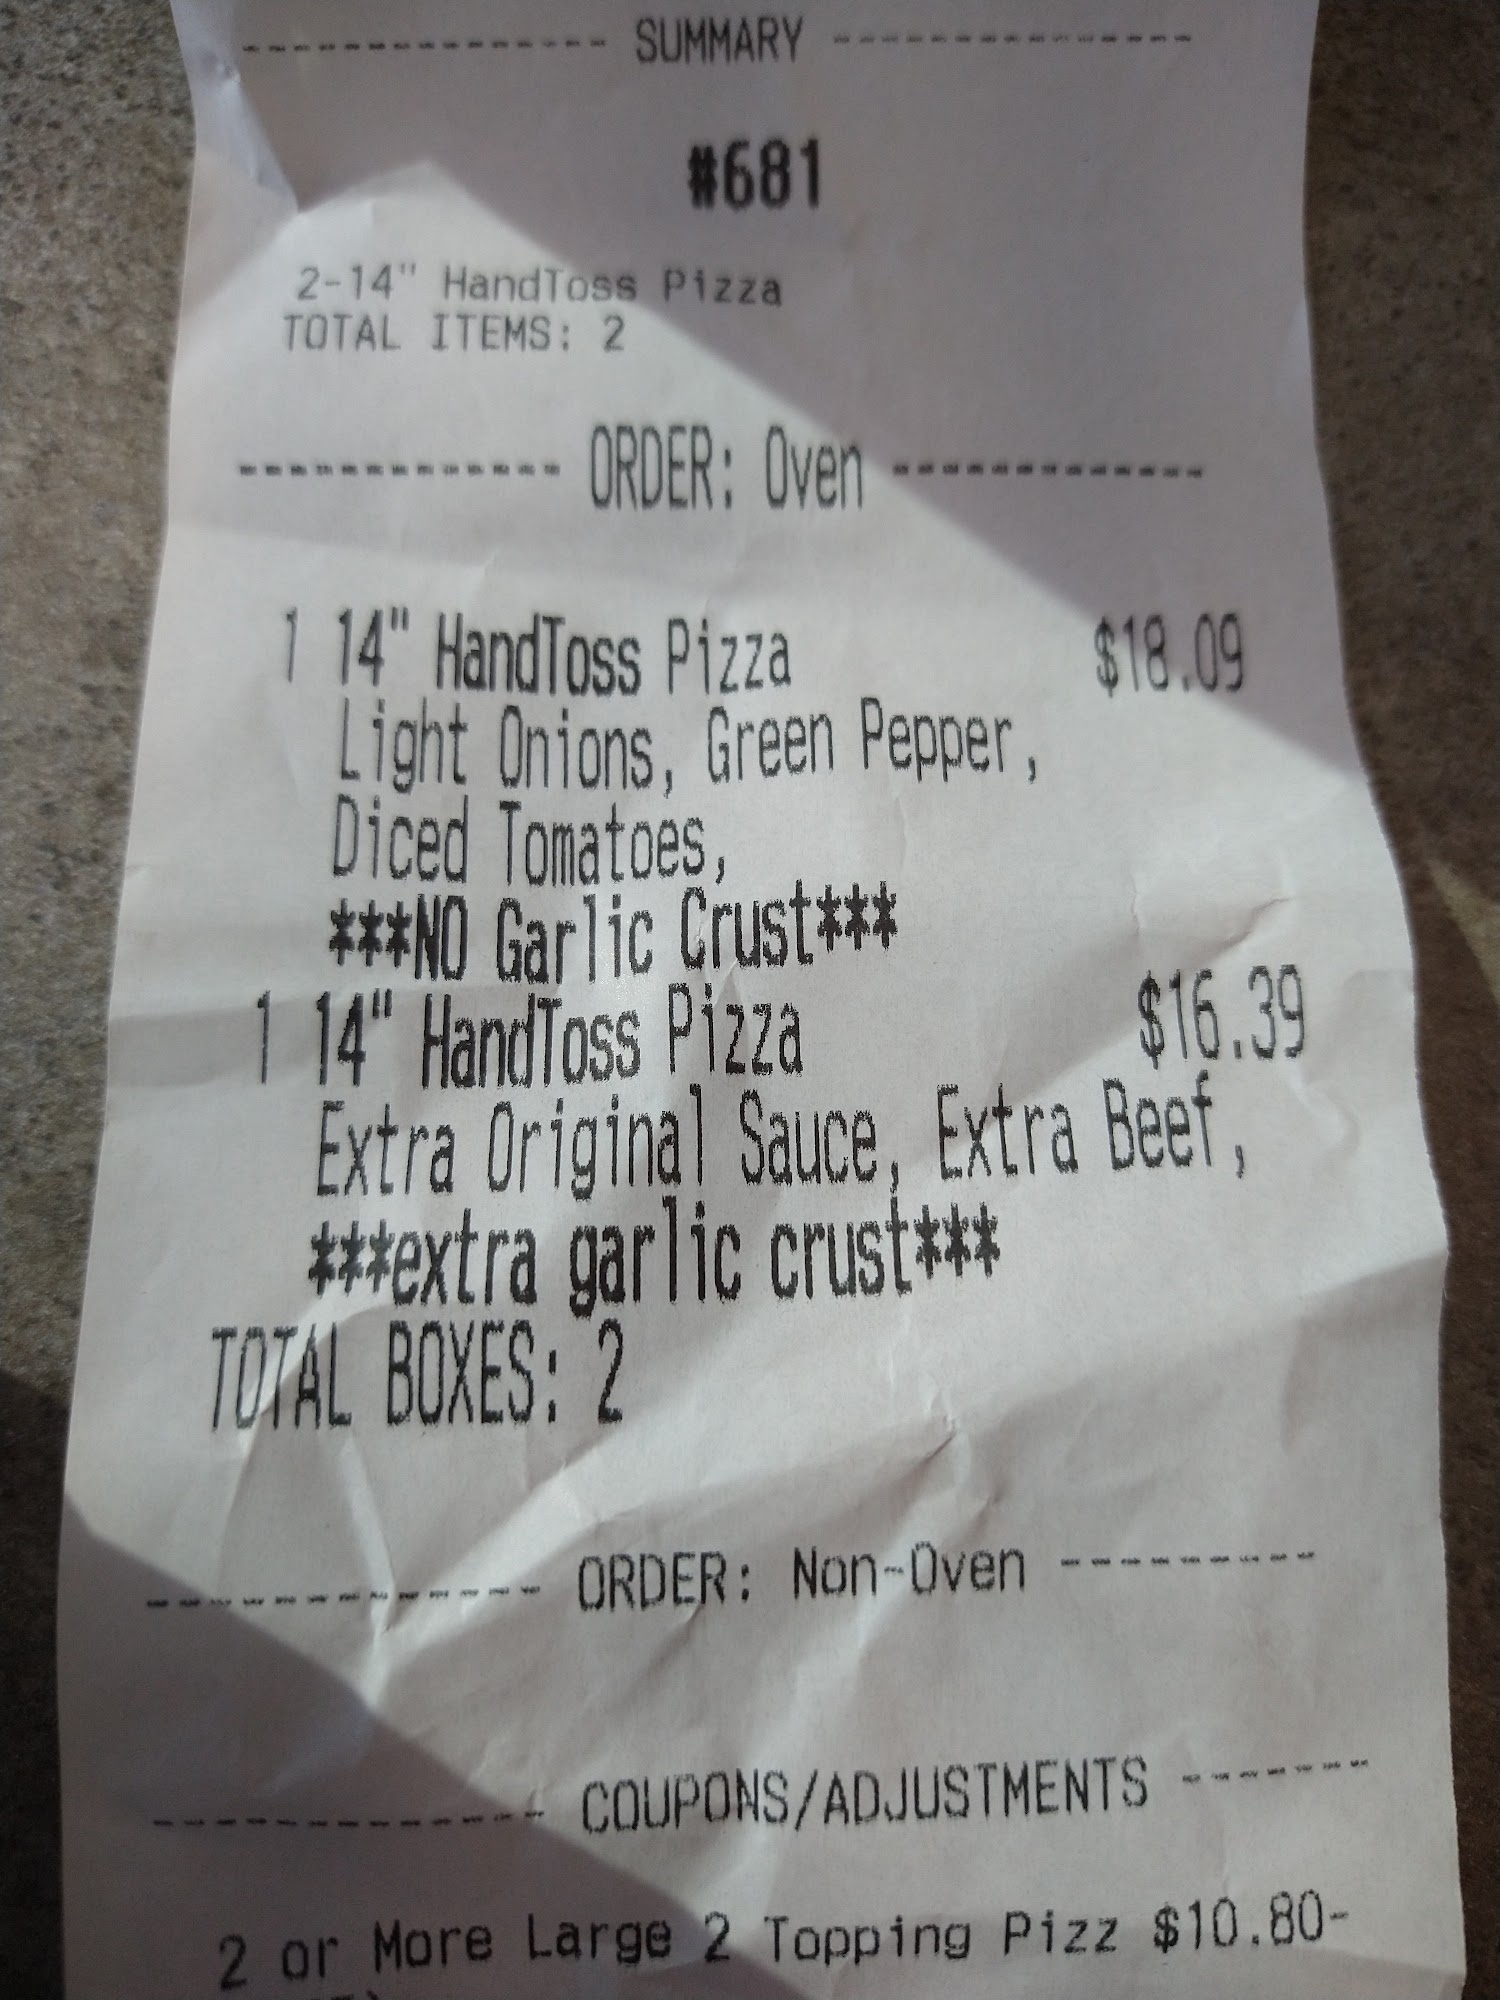 --------------- SUMMARY ---------------
#681
2-14" HandToss Pizza
TOTAL ITEMS: 2
------------- ORDER: Oven -------------
1 14" HandToss Pizza $18.09
Light Onions, Green Pepper,
Diced Tomatoes,
***NO Garlic Crust***
1 14" HandToss Pizza $16.39
Extra Original Sauce, Extra Beef,
***extra garlic crust***
TOTAL BOXES: 2
-------------- ORDER: Non-Oven ---------
-------------- COUPONS/ADJUSTMENTS -------
2 or More Large 2 Topping Pizz $10.80-